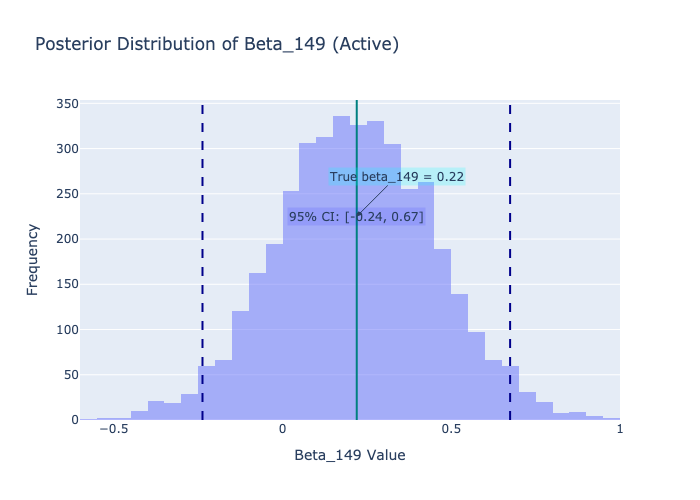 Posterior Distribution of Beta_149 (Active)
350
300
250
200
150
100
50
0
Frequency
True beta_149 = 0.22
95% CI: [-0.24, 0.67]
−0.5
0
0.5
1
Beta_149 Value